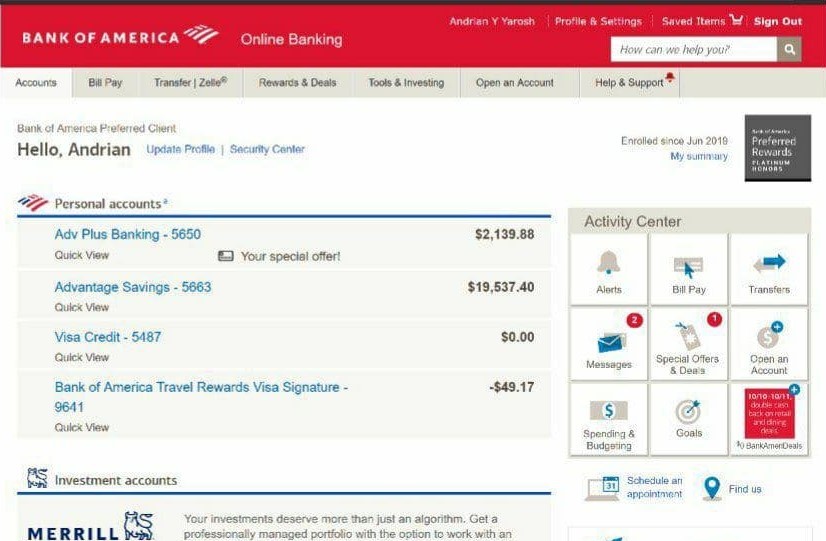 Andrian Y Yarosh | Profile & Settings | Saved Items | Sign Out
BANK OF AMERICA Online Banking
How can we help you?
Accounts Bill Pay Transfer | Zelle® Rewards & Deals Tools & Investing Open an Account Help & Support
Bank of America Preferred Client
Hello, Andrian Update Profile | Security Center
Enrolled since Jun 2019
My summary
Bank of America
Preferred
Rewards
PLATINUM
HONORS
Personal accounts
Adv Plus Banking - 5650 $2,139.88
Quick View Your special offer!
Advantage Savings - 5663 $19,537.40
Quick View
Visa Credit - 5487 $0.00
Quick View
Bank of America Travel Rewards Visa Signature - -$49.17
9641
Quick View
Investment accounts
MERRILL
Your investments deserve more than just an algorithm. Get a
professionally managed portfolio with the option to work with an
Activity Center
Alerts Bill Pay Transfers
2 1
Messages Special Offers
& Deals Open an
Account
Spending &
Budgeting Goals
10/10-10/11,
double cash
back on retail
and dining
deals
BankAmeriDeals
31
Schedule an
appointment
Find us